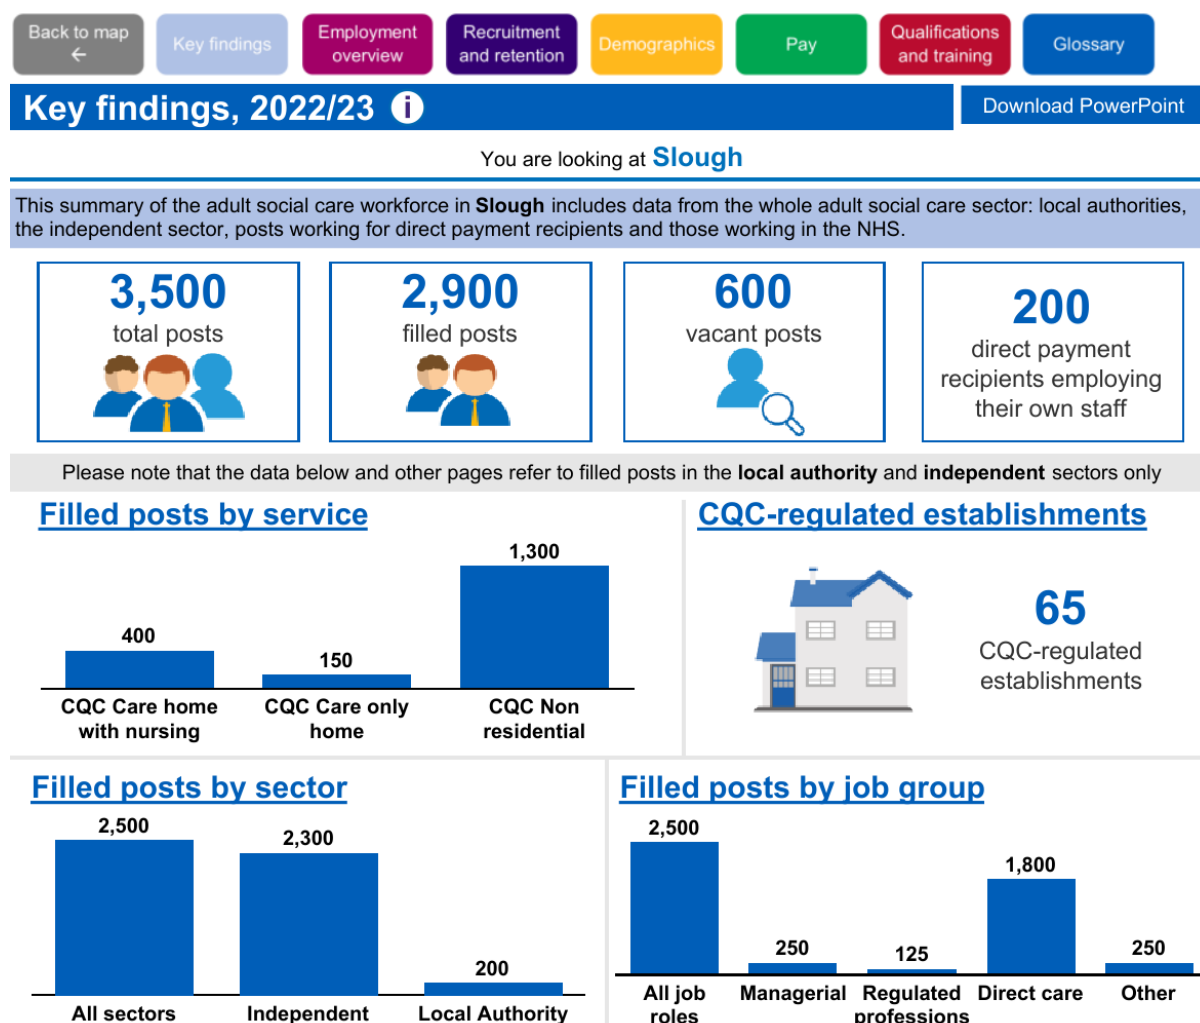 Back to map
←
Key findings
Employment
overview
Recruitment
and retention
Demographics
Pay
Qualifications
and training
Glossary
Key findings, 2022/23 i
Download PowerPoint
You are looking at Slough
This summary of the adult social care workforce in Slough includes data from the whole adult social care sector: local authorities,
the independent sector, posts working for direct payment recipients and those working in the NHS.
3,500
total posts
2,900
filled posts
600
vacant posts
200
direct payment
recipients employing
their own staff
Please note that the data below and other pages refer to filled posts in the local authority and independent sectors only
Filled posts by service
400
150
1,300
CQC Care home
with nursing
CQC Care only
home
CQC Non
residential
CQC-regulated establishments
65
CQC-regulated
establishments
Filled posts by sector
2,500
2,300
200
All sectors
Independent
Local Authority
Filled posts by job group
2,500
250
125
1,800
250
All job
roles
Managerial
Regulated
professions
Direct care
Other